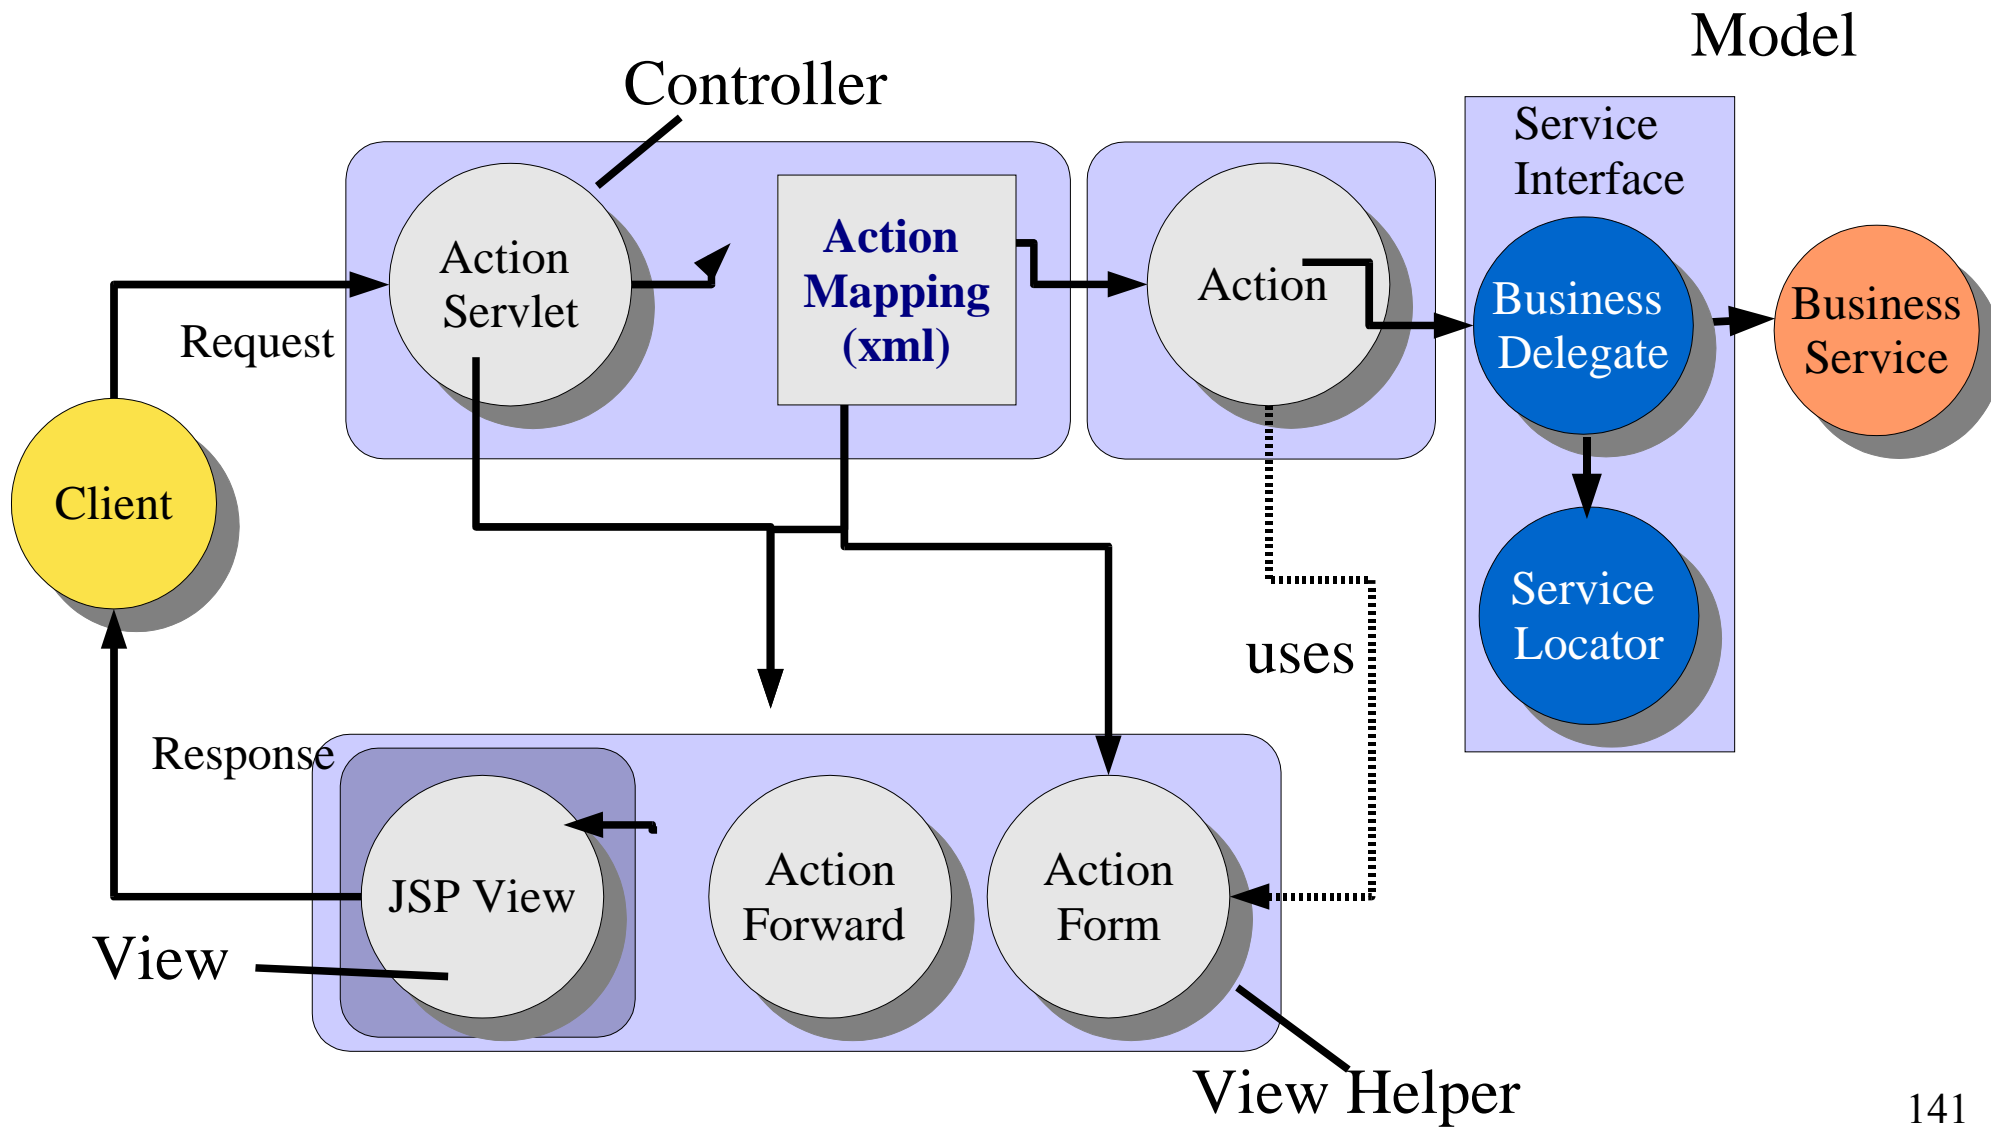 Model
Controller
Service
Interface
Action
Servlet
Action
Mapping
(xml)
Action
Business
Delegate
Business
Service
Request
Client
Service
Locator
uses
Response
JSP View
Action
Forward
Action
Form
View
View Helper
141